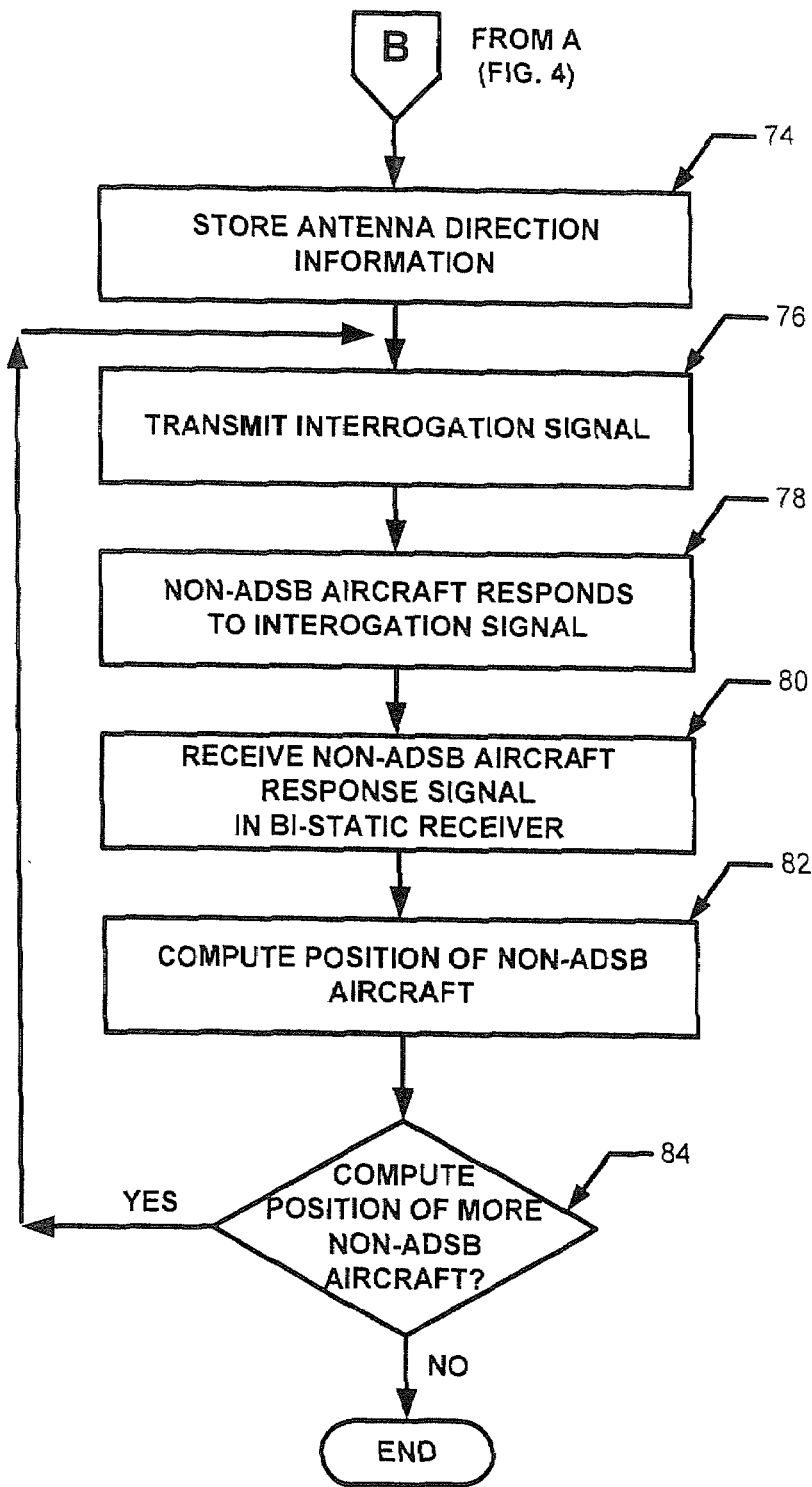 B
FROM A
(FIG. 4)
74
STORE ANTENNA DIRECTION
INFORMATION
76
TRANSMIT INTERROGATION SIGNAL
78
NON-ADSB AIRCRAFT RESPONDS
TO INTEROGATION SIGNAL
80
RECEIVE NON-ADSB AIRCRAFT
RESPONSE SIGNAL
IN BI-STATIC RECEIVER
82
COMPUTE POSITION OF NON-ADSB
AIRCRAFT
84
COMPUTE
POSITION OF MORE
NON-ADSB
AIRCRAFT?
YES
NO
END